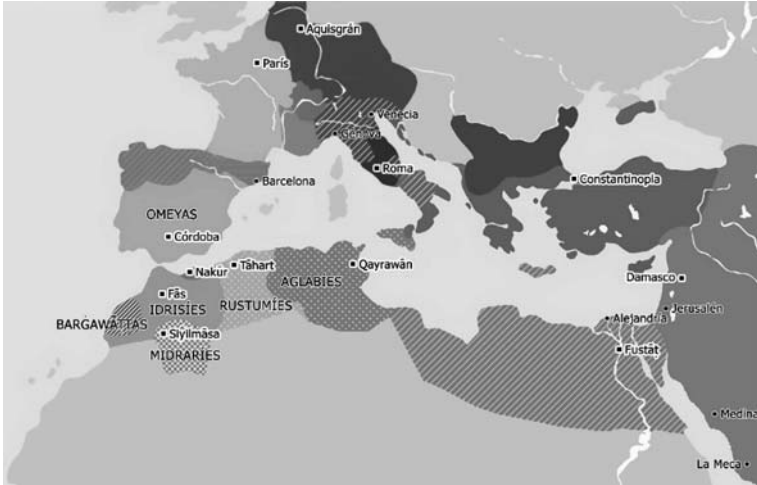 Aquisgrán
París
Venecia
Génova
Roma
Barcelona
Constantinopla
OMEYAS
Córdoba
Nakur
Tāhart
Qayrawān
AGLABÍES
Damasco
Fās
IDRISÍES
RUSTUMÍES
Jerusalén
BARGAWĀTTAS
Alejandría
Siyilmāsa
Fustāt
MIDRARÍES
Medina
La Meca